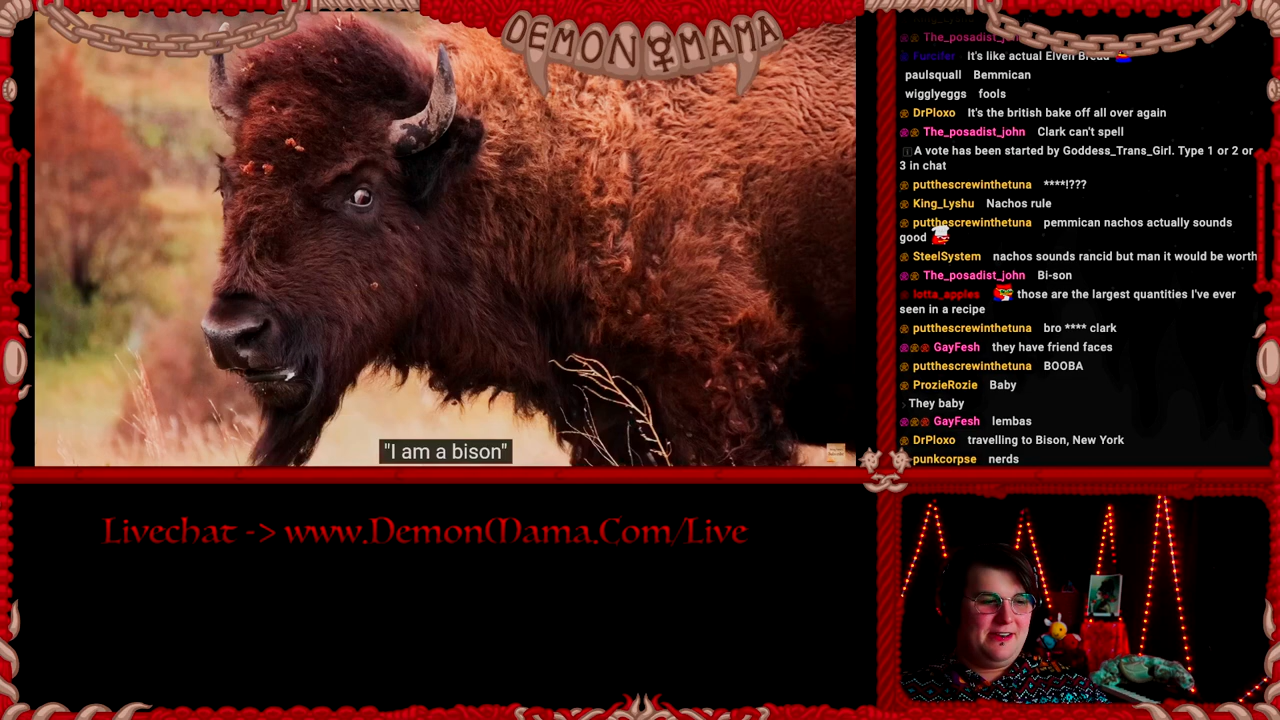 DEMON MAMA
The_posadist_john
Furcifer It's like actual Elven Bread
paulsquall Bemmican
wigglyeggs fools
DrPloxo It's the british bake off all over again
The_posadist_john Clark can't spell
A vote has been started by Goddess_Trans_Girl. Type 1 or 2 or
3 in chat
putthescrewinthetuna ****!???
King_Lyshu Nachos rule
putthescrewinthetuna pemmican nachos actually sounds
good
SteelSystem nachos sounds rancid but man it would be worth
The_posadist_john Bi-son
lotta_apples those are the largest quantities I've ever
seen in a recipe
putthescrewinthetuna bro **** clark
GayFesh they have friend faces
putthescrewinthetuna BOOBA
ProzieRozie Baby
They baby
GayFesh lembas
DrPloxo travelling to Bison, New York
punkcorpse nerds
"I am a bison"
Livechat -> www.DemonMama.Com/Live